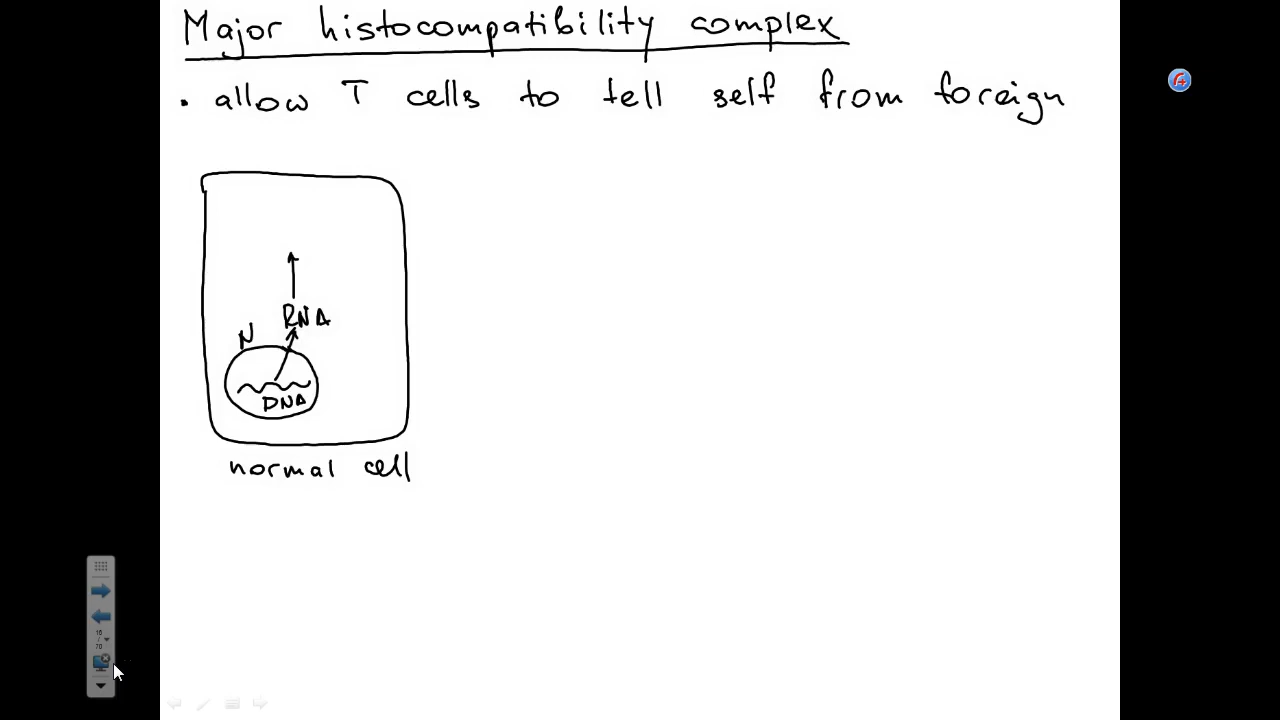 Major histocompatibility complex
• allow T cells to tell self from foreign
RNA
N
DNA
normal cell